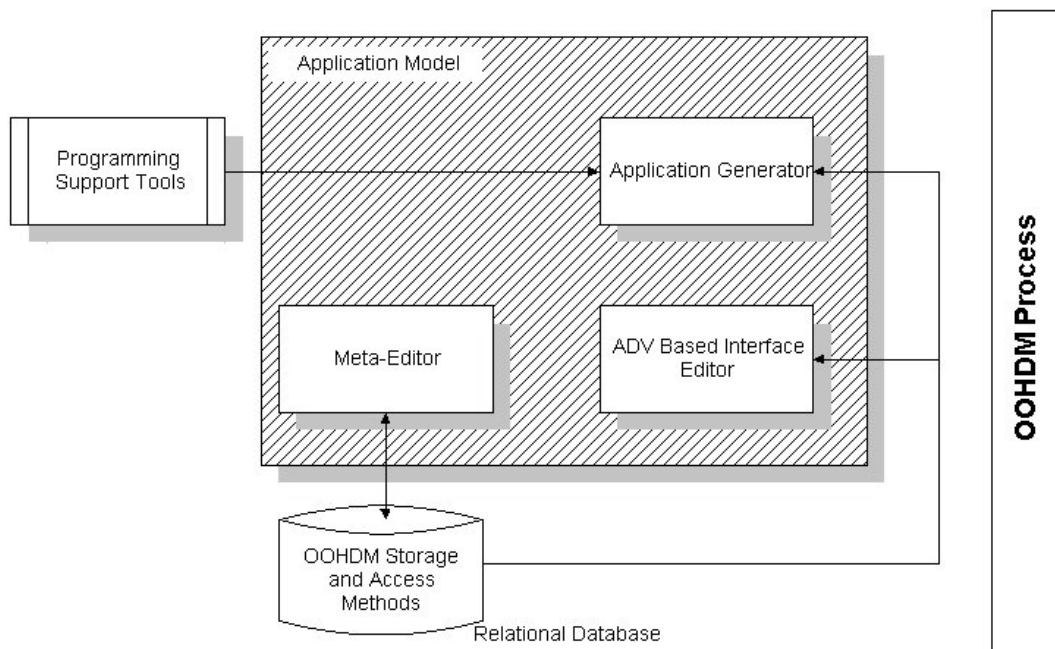 Application Model
Programming
Support Tools
Application Generator
Meta-Editor
ADV Based Interface
Editor
OOHDM Storage
and Access
Methods
Relational Database
OOHDM Process